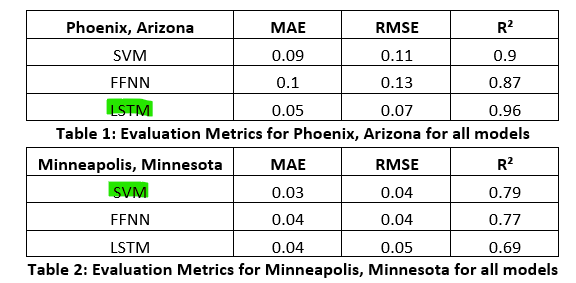 Phoenix, Arizona MAE RMSE R²
SVM 0.09 0.11 0.9
FFNN 0.1 0.13 0.87
LSTM 0.05 0.07 0.96
Table 1: Evaluation Metrics for Phoenix, Arizona for all models
Minneapolis, Minnesota MAE RMSE R²
SVM 0.03 0.04 0.79
FFNN 0.04 0.04 0.77
LSTM 0.04 0.05 0.69
Table 2: Evaluation Metrics for Minneapolis, Minnesota for all models